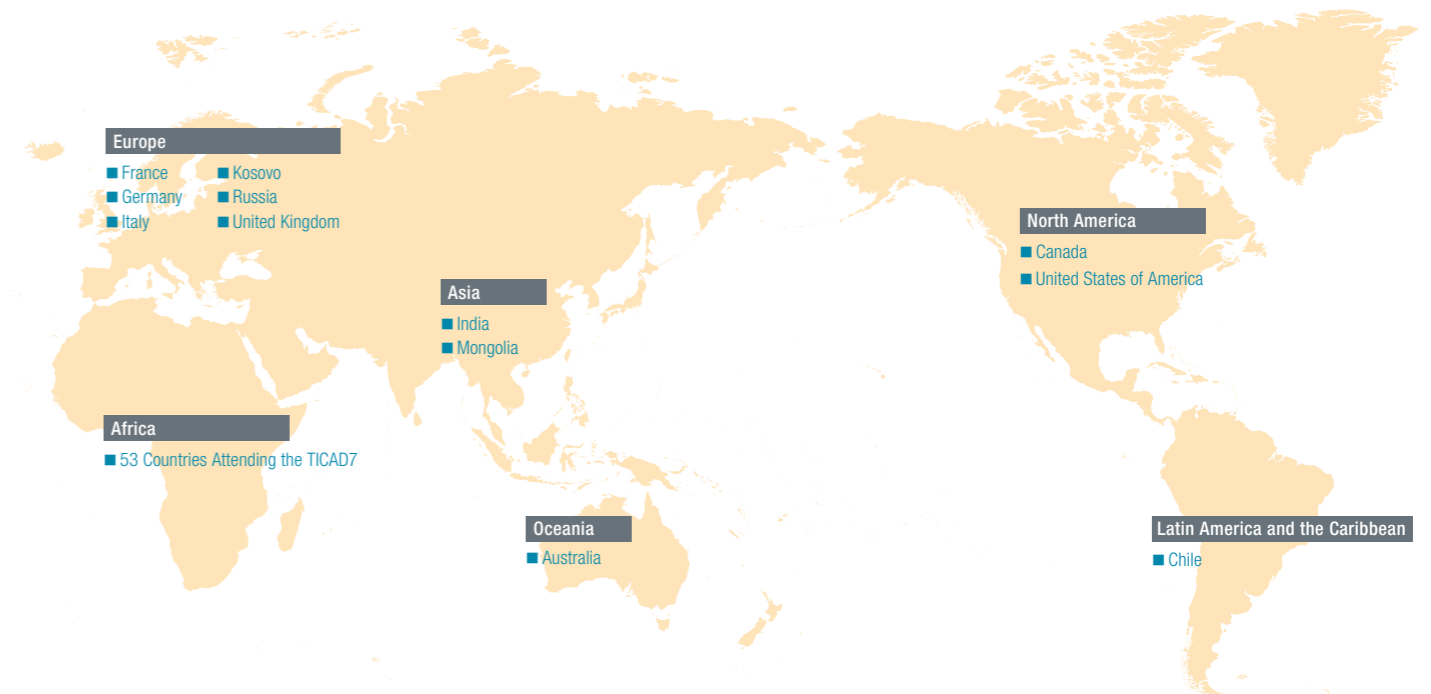 Europe
■ France
■ Germany
■ Italy
■ Kosovo
■ Russia
■ United Kingdom
North America
■ Canada
■ United States of America
Asia
■ India
■ Mongolia
Africa
■ 53 Countries Attending the TICAD7
Oceania
■ Australia
Latin America and the Caribbean
■ Chile